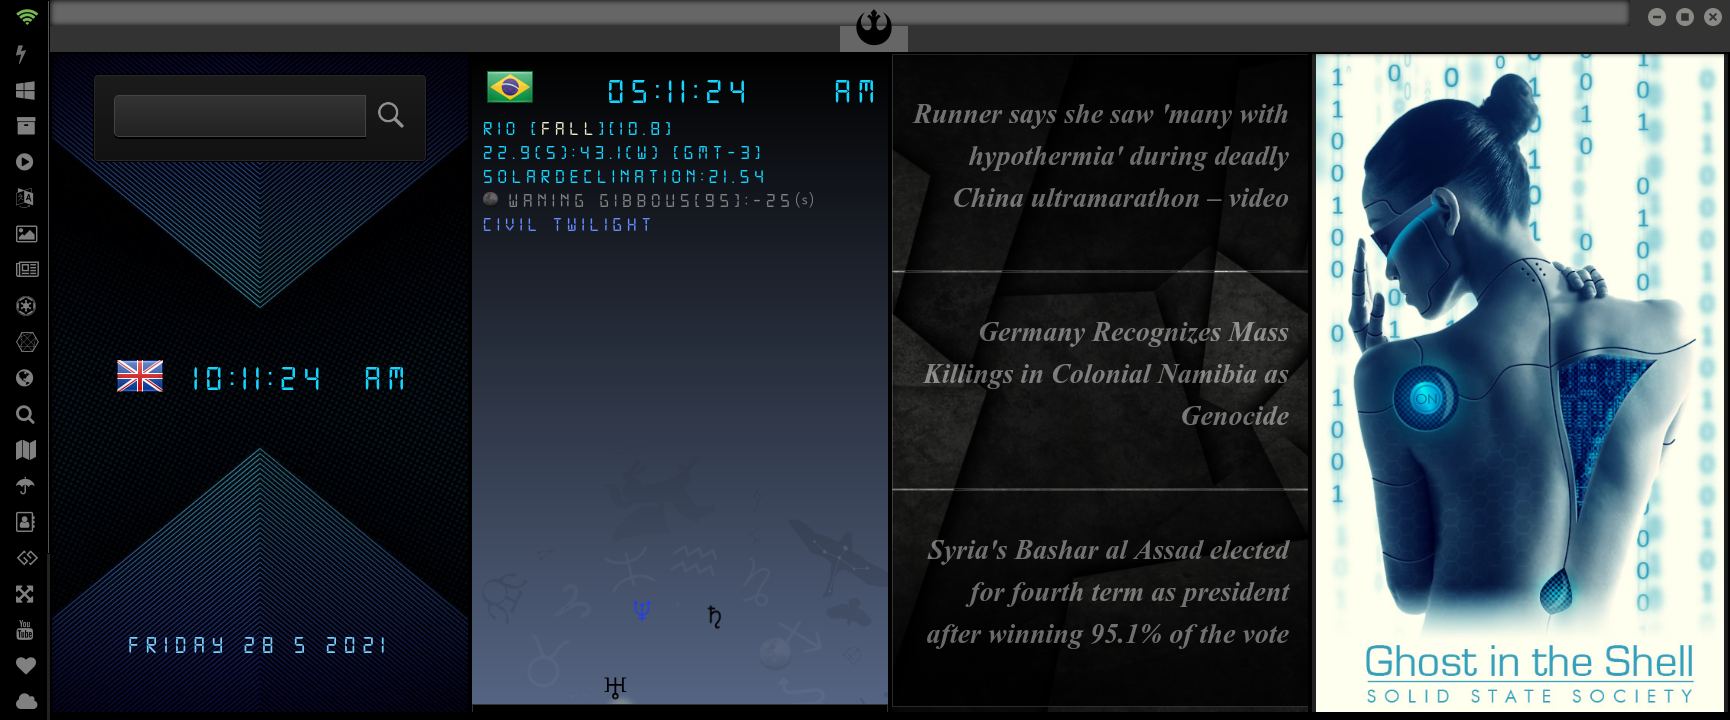 10:11:24 AM
FRIDAY 28 5 2021
05:11:24 AM
RIO [FALL][10.8]
22.9(S):43.1(W) [GMT-3]
SOLARDECLINATION:21.54
WANING GIBBOUS[95]:-25(s)
CIVIL TWILIGHT
Runner says she saw 'many with
hypothermia' during deadly
China ultramarathon – video
Germany Recognizes Mass
Killings in Colonial Namibia as
Genocide
Syria's Bashar al Assad elected
for fourth term as president
after winning 95.1% of the vote
ON
Ghost in the Shell
SOLID STATE SOCIETY
You
Tube